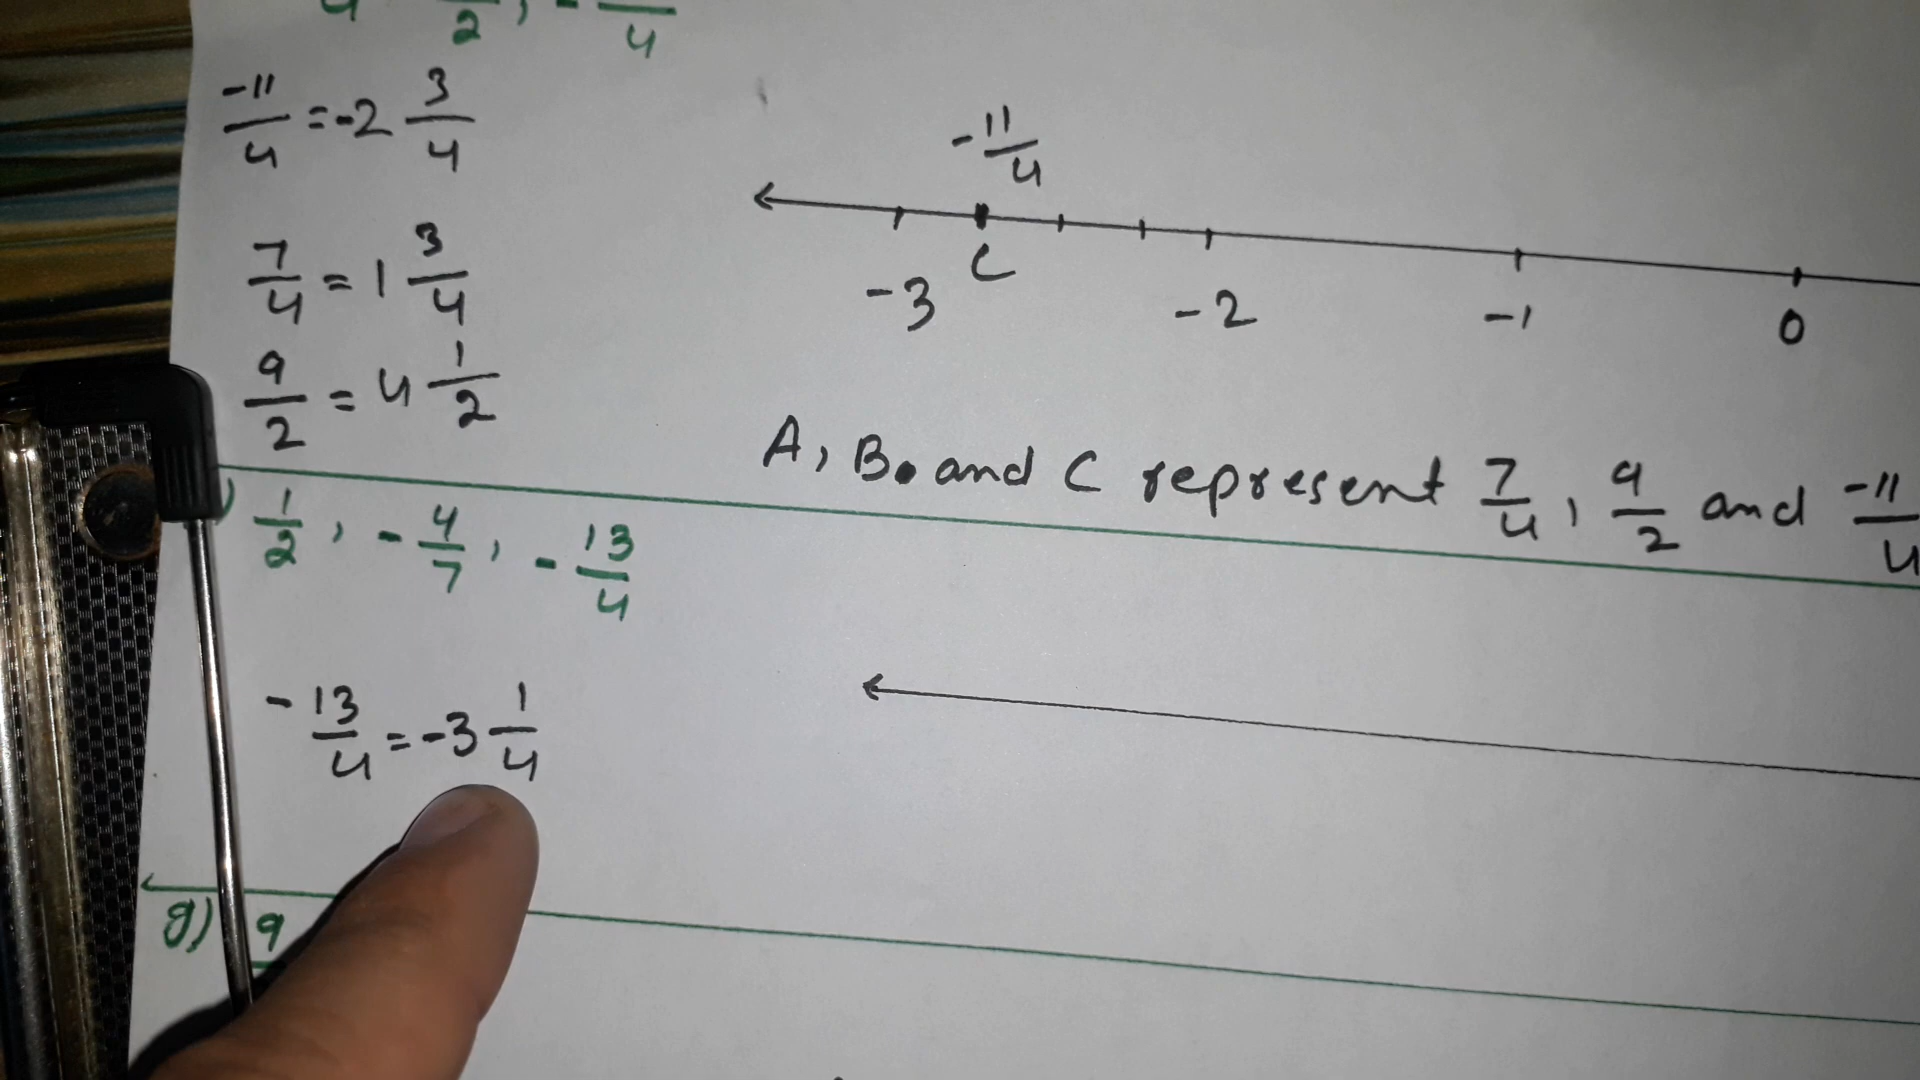 -11/4 = -2 3/4
7/4 = 1 3/4
9/2 = 4 1/2
-11/4
C
-3 -2 -1 0
A, B and C represent 7/4, 9/2 and -11/4
) 1/2, -4/7, -13/4
-13/4 = -3 1/4
g) 9